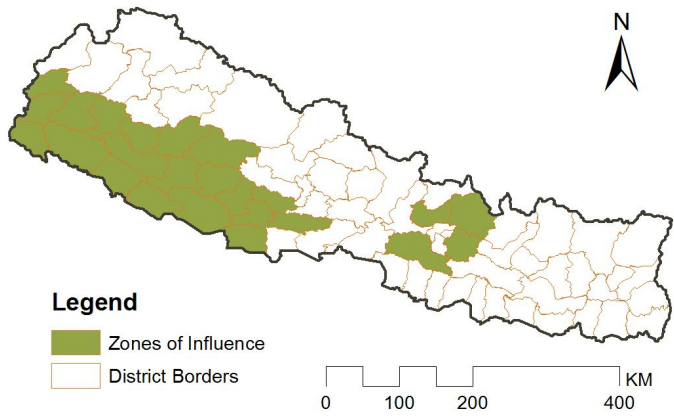 N
Legend
Zones of Influence
District Borders
KM
0 100 200 400